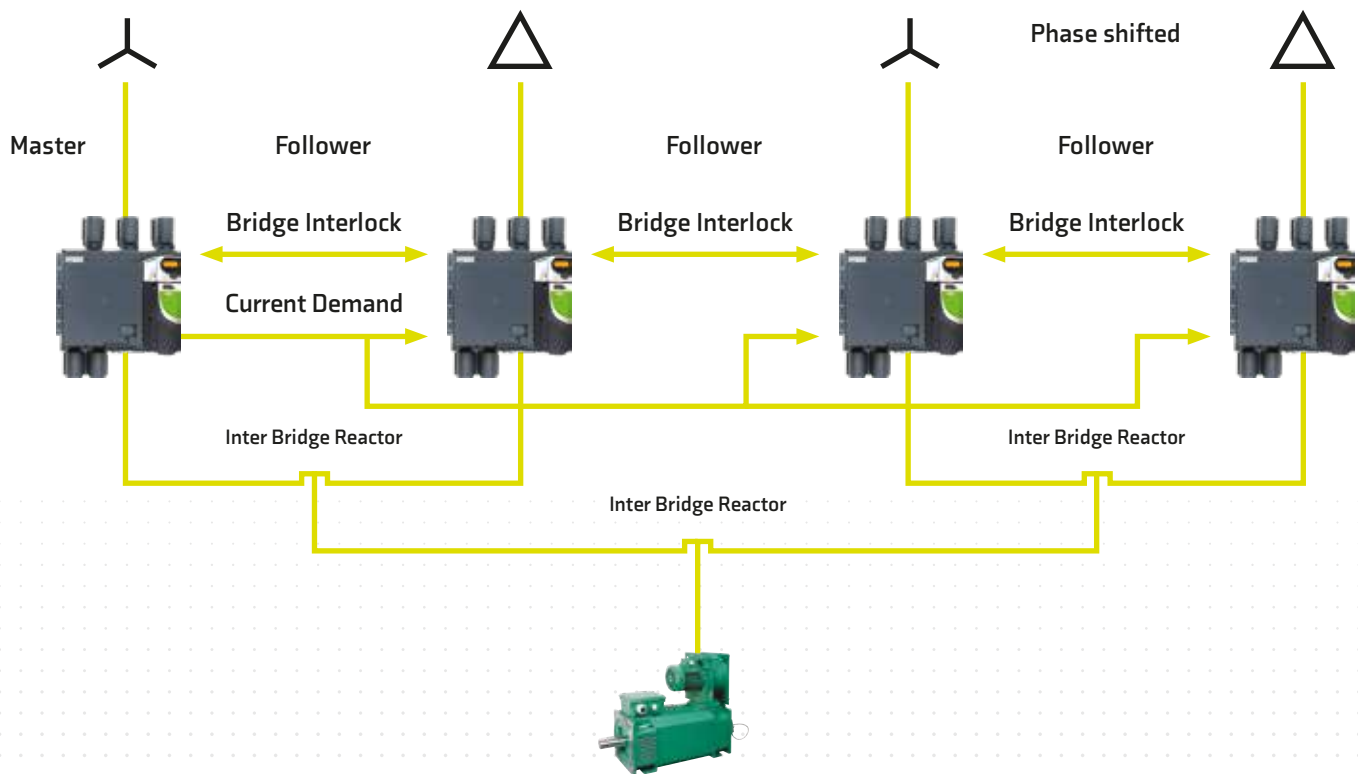 Phase shifted
Master
Follower
Follower
Follower
Bridge Interlock
Bridge Interlock
Bridge Interlock
Current Demand
Inter Bridge Reactor
Inter Bridge Reactor
Inter Bridge Reactor